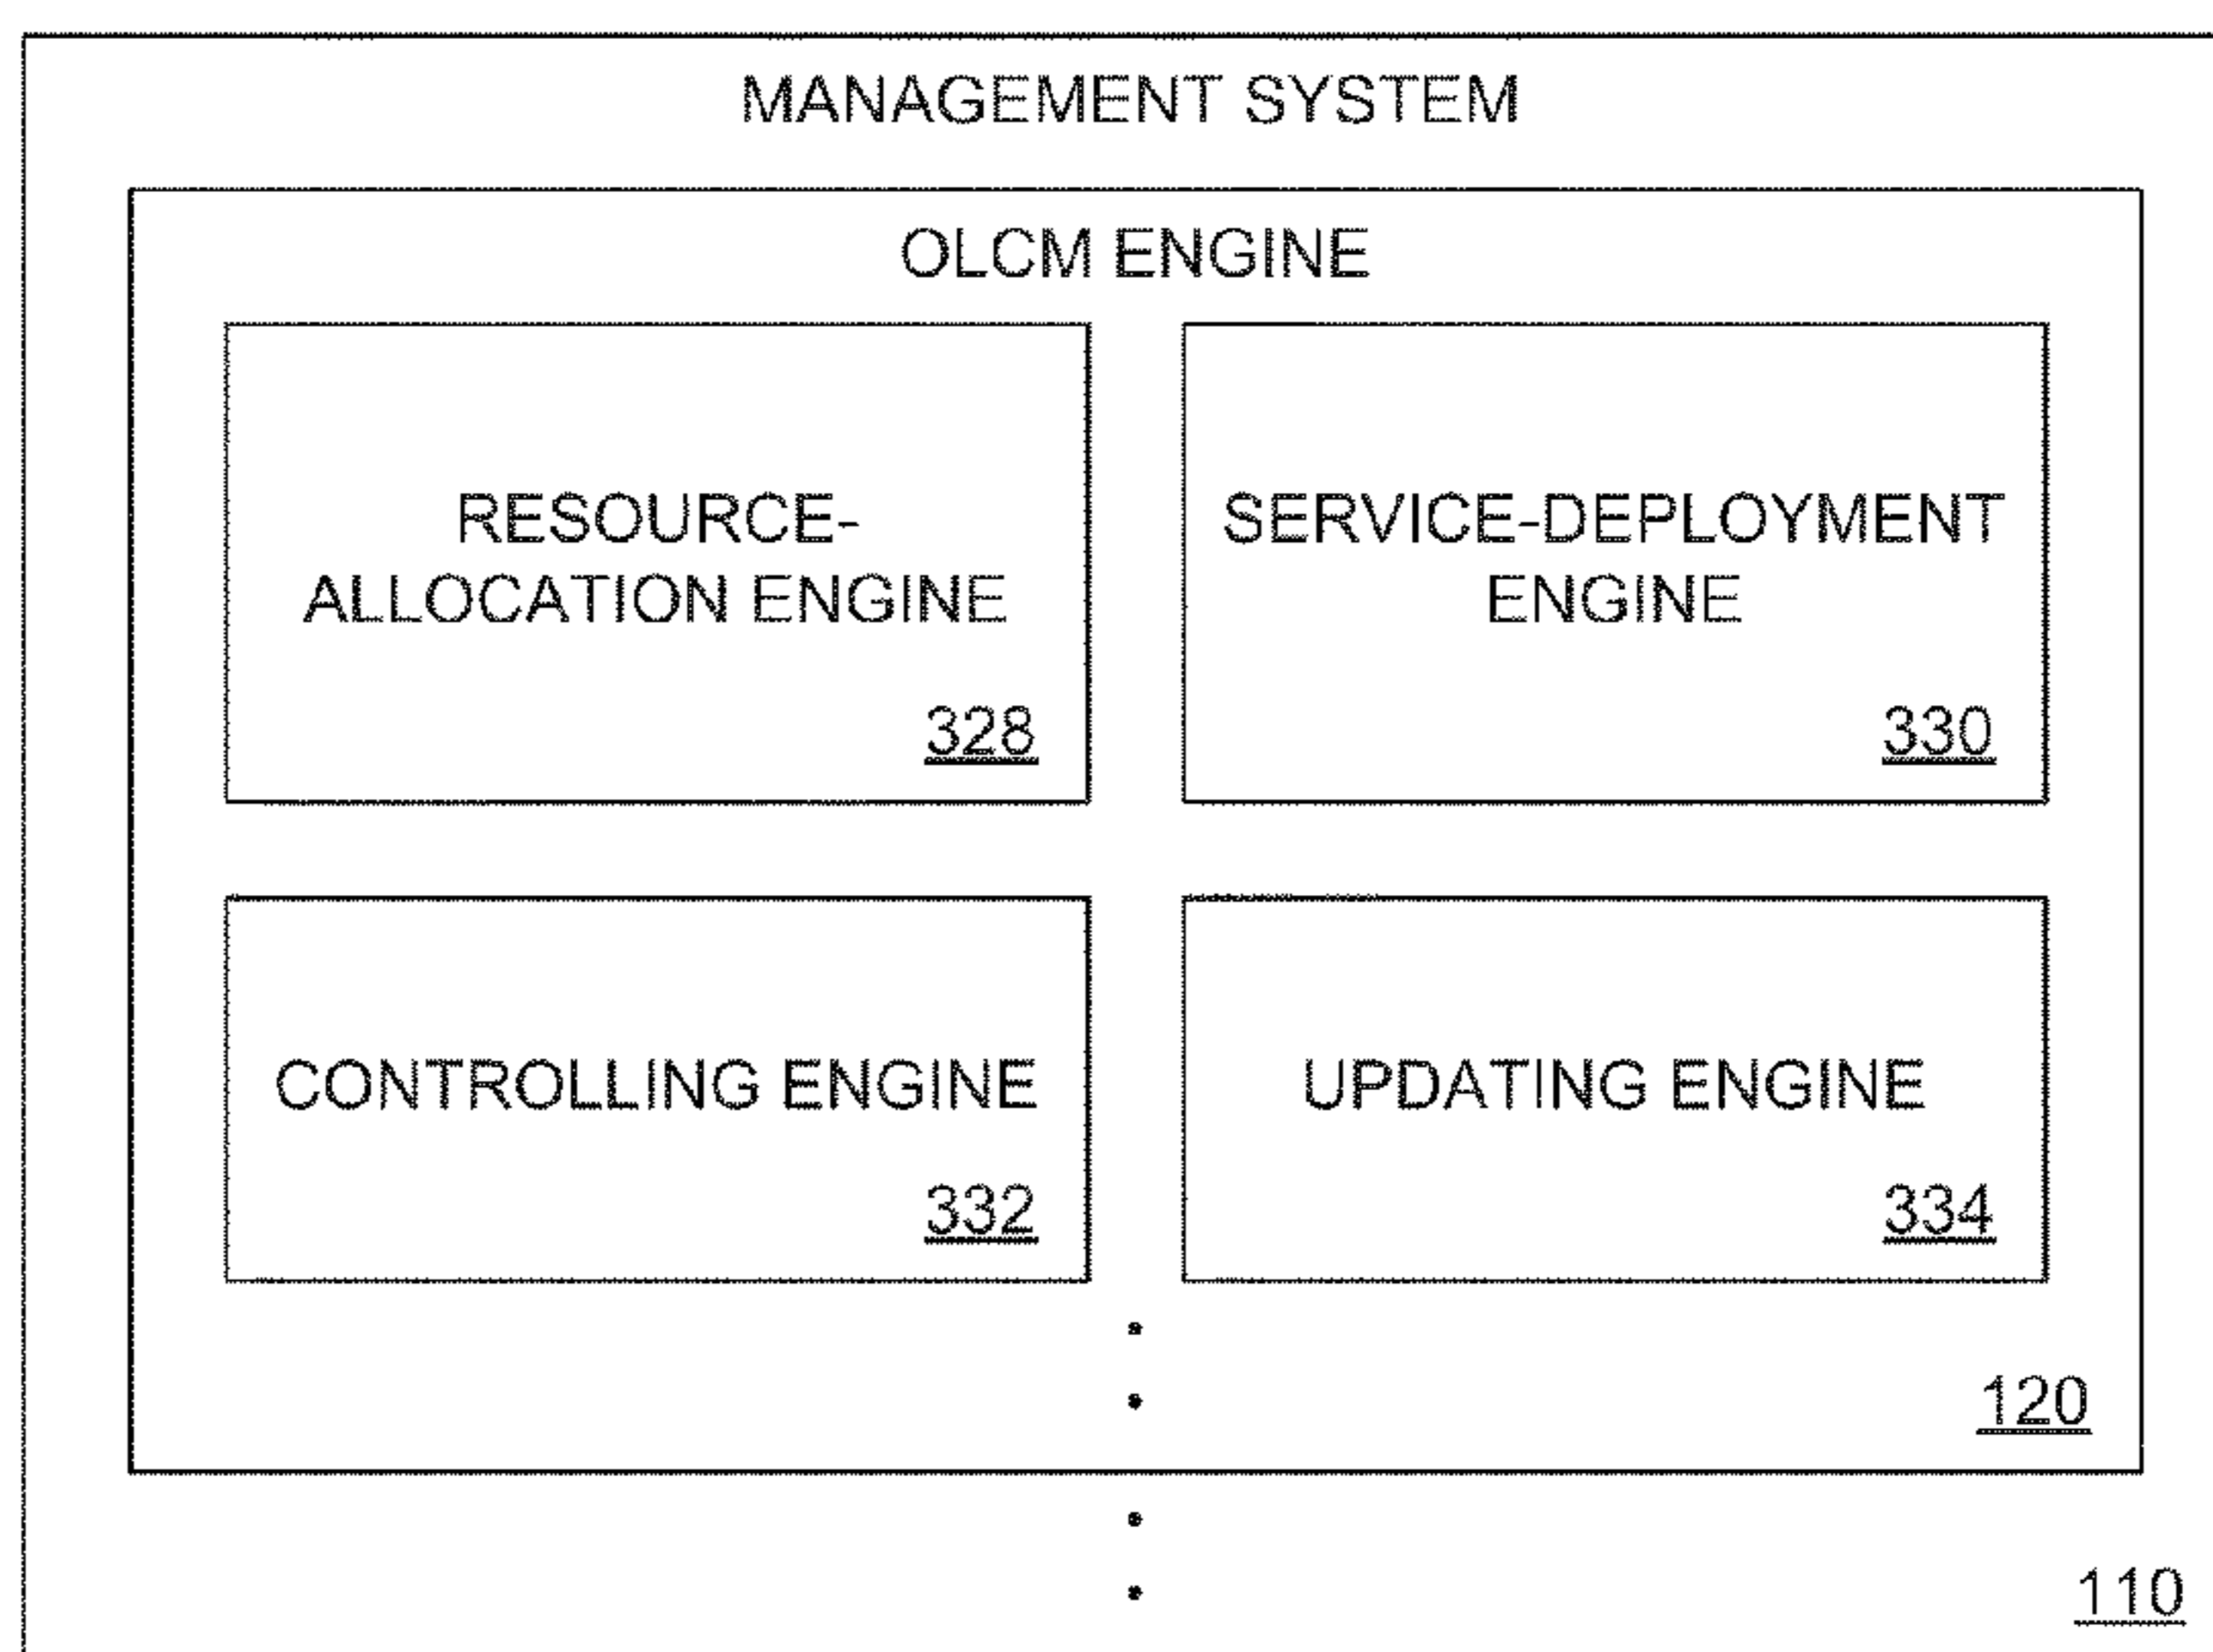 MANAGEMENT SYSTEM
OLCM ENGINE
RESOURCE-
ALLOCATION ENGINE
328
SERVICE-DEPLOYMENT
ENGINE
330
CONTROLLING ENGINE
332
UPDATING ENGINE
334
120
110